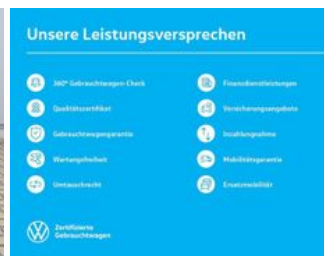 Unsere Leistungsversprechen
360° Gebrauchtwagen-Check
Qualitätszertifikat
Gebrauchtwagengarantie
Wartungsfreiheit
Umtauschrecht
Finanzdienstleistungen
Versicherungsangebote
Inzahlungnahme
Mobilitätsgarantie
Ersatzmobilität
Zertifizierte
Gebrauchtwagen